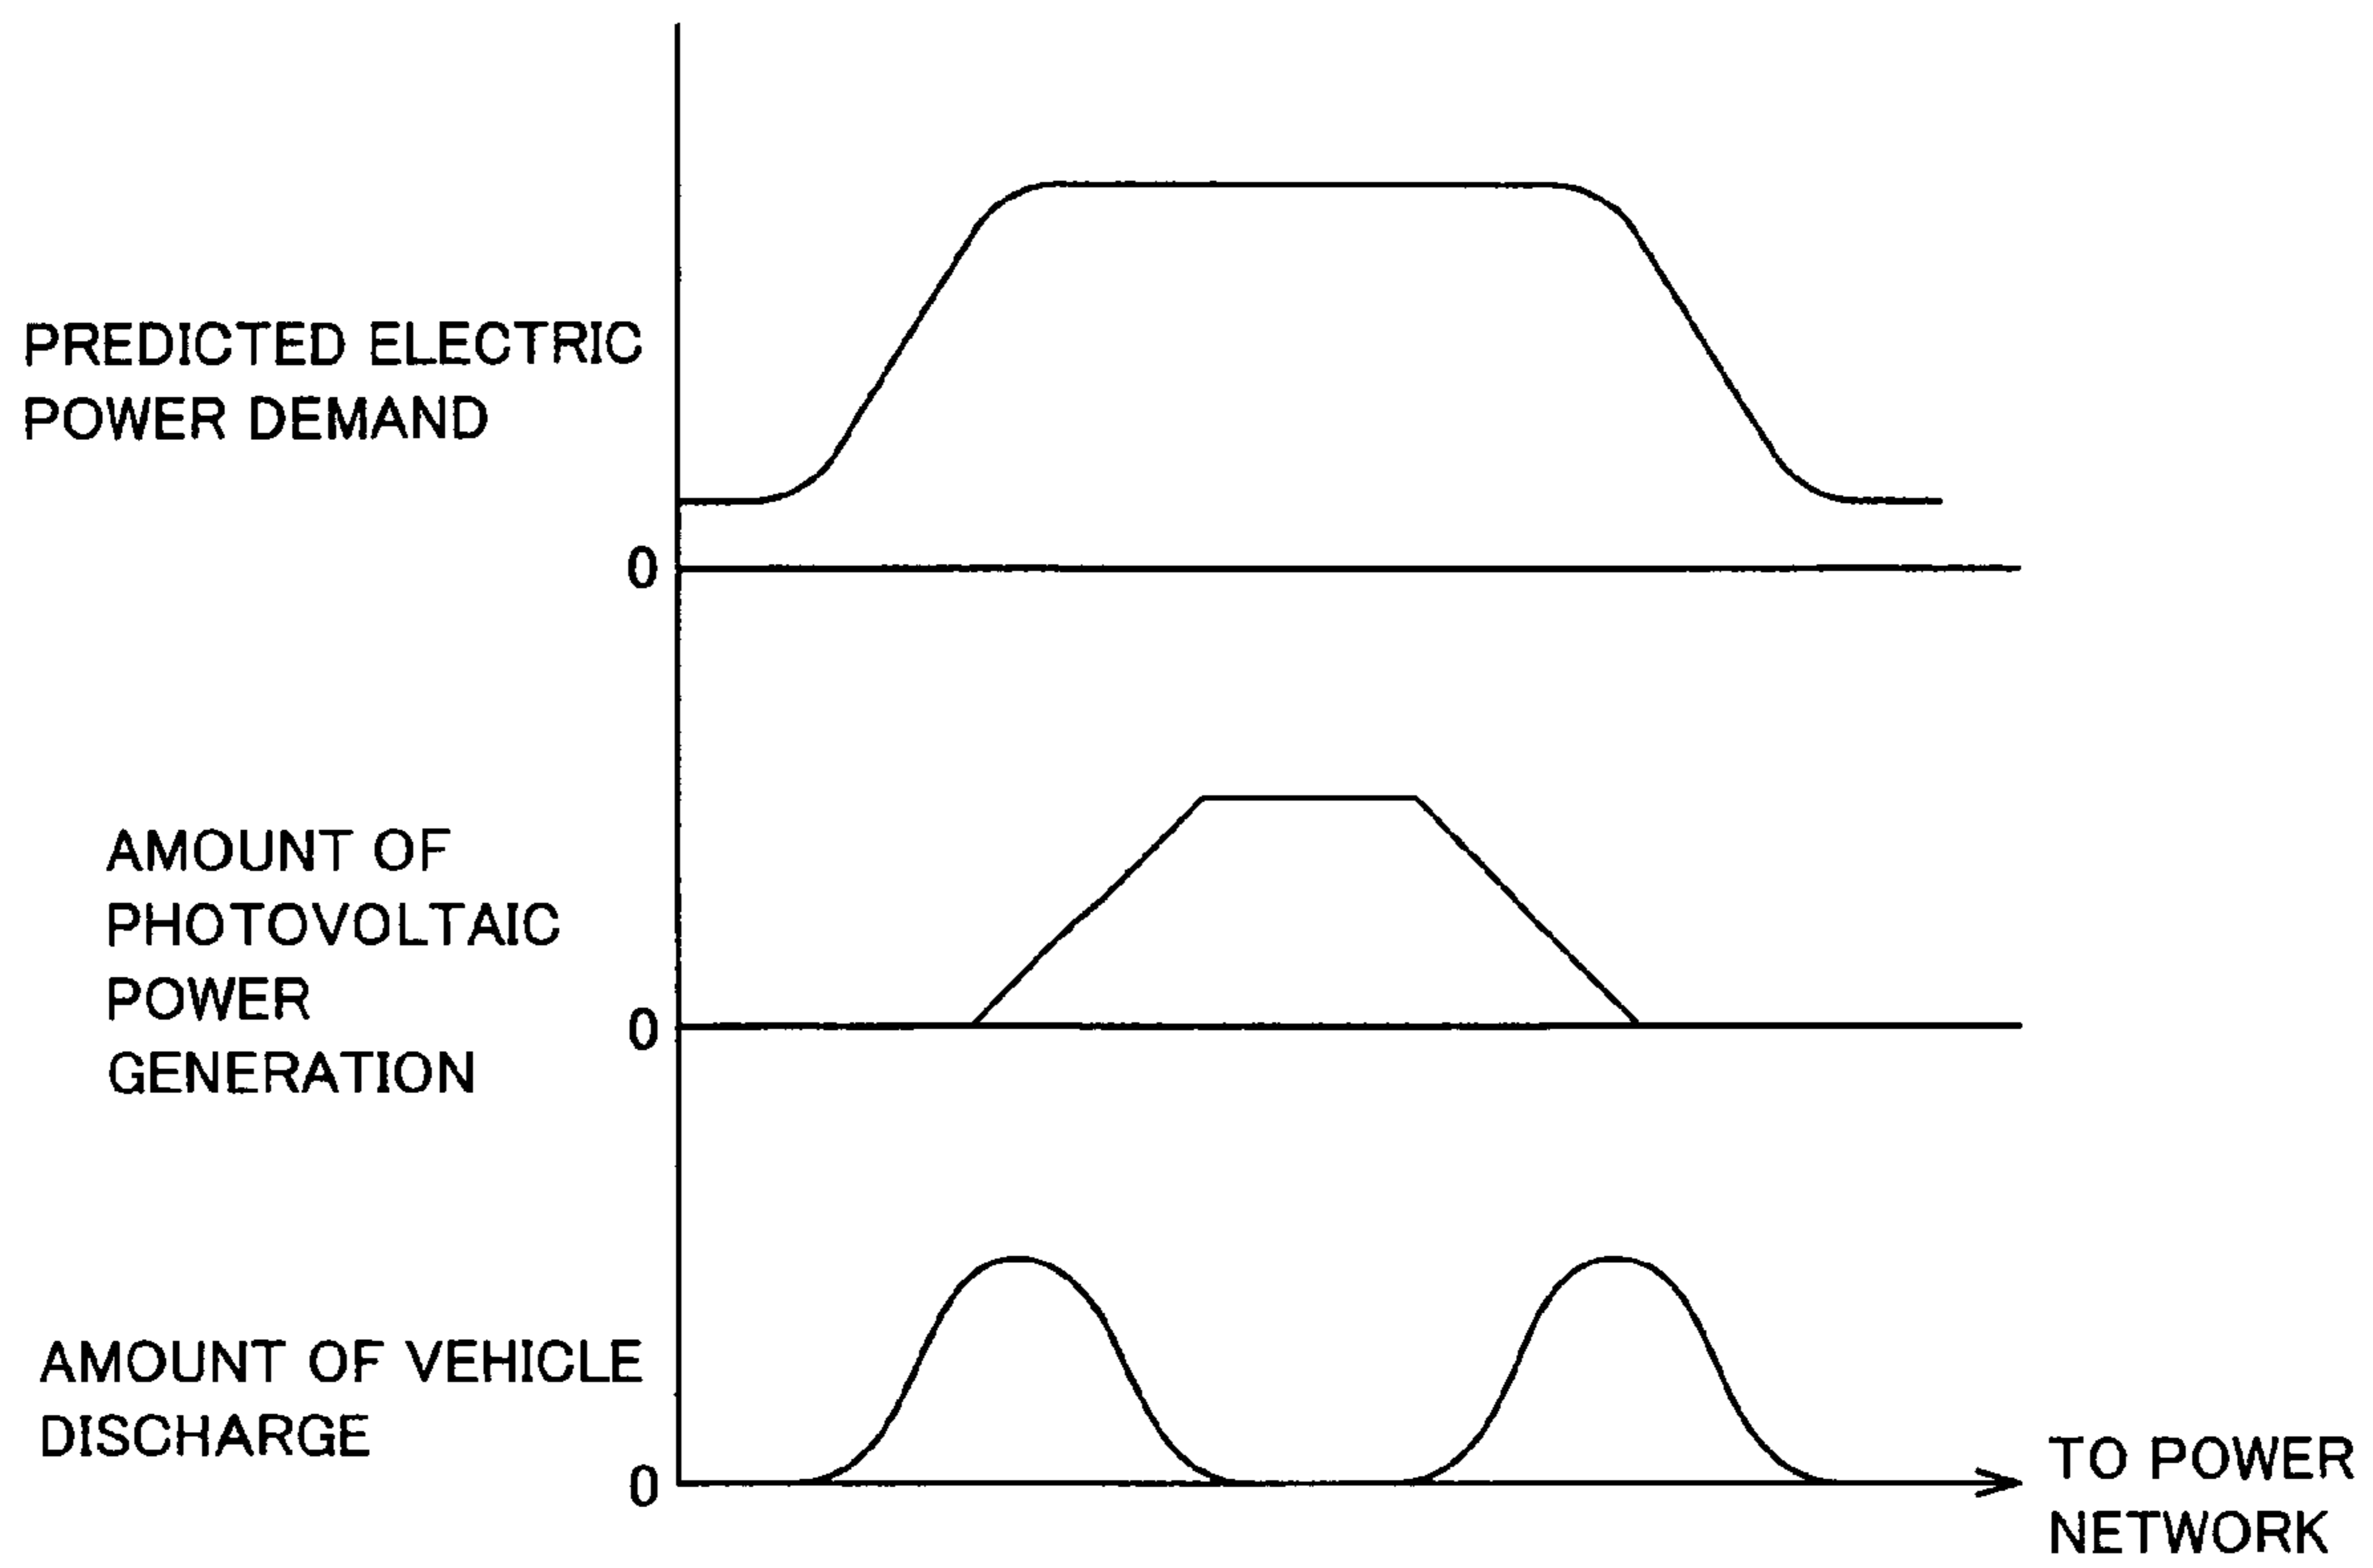 PREDICTED ELECTRIC
POWER DEMAND
0
AMOUNT OF
PHOTOVOLTAIC
POWER
GENERATION
0
AMOUNT OF VEHICLE
DISCHARGE
0
TO POWER
NETWORK